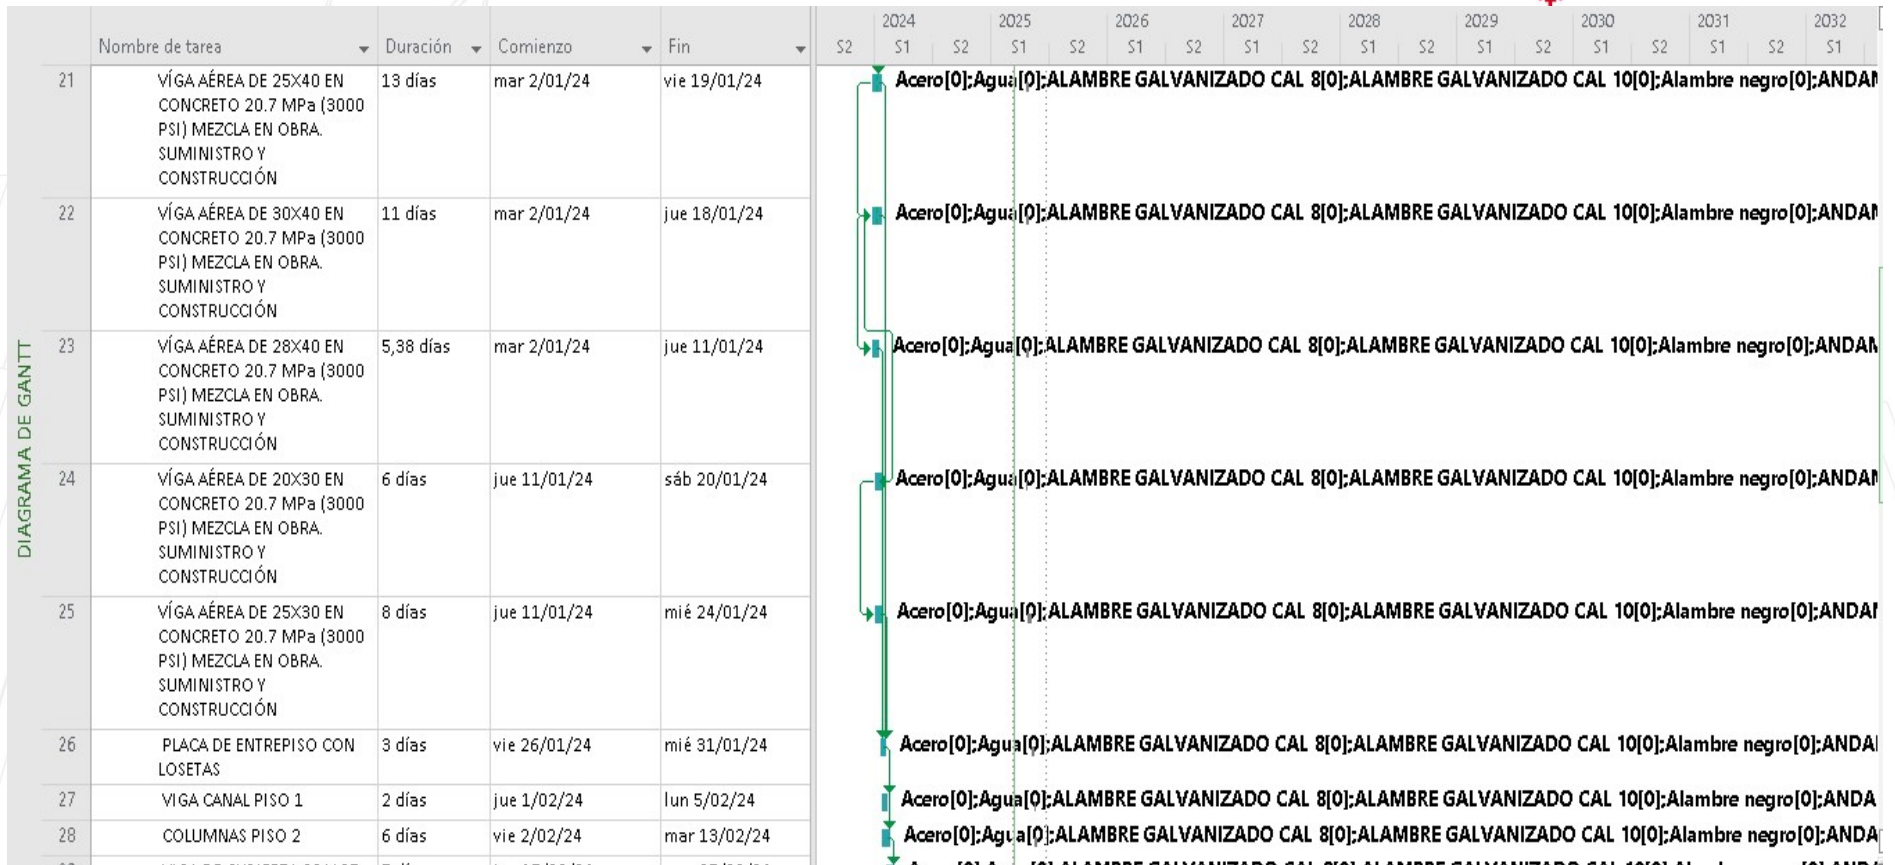 2024 2025 2026 2027 2028 2029 2030 2031 2032
Nombre de tarea Duración Comienzo Fin S2 S1 S2 S1 S2 S1 S2 S1 S2 S1 S2 S1 S2 S1 S2 S1 S2 S1
DIAGRAMA DE GANTT
21 VÍGA AÉREA DE 25X40 EN 13 días mar 2/01/24 vie 19/01/24 Acero[0];Agua[0];ALAMBRE GALVANIZADO CAL 8[0];ALAMBRE GALVANIZADO CAL 10[0];Alambre negro[0];ANDAM
CONCRETO 20.7 MPa (3000
PSI) MEZCLA EN OBRA.
SUMINISTRO Y
CONSTRUCCIÓN
22 VÍGA AÉREA DE 30X40 EN 11 días mar 2/01/24 jue 18/01/24 Acero[0];Agua[0];ALAMBRE GALVANIZADO CAL 8[0];ALAMBRE GALVANIZADO CAL 10[0];Alambre negro[0];ANDAM
CONCRETO 20.7 MPa (3000
PSI) MEZCLA EN OBRA.
SUMINISTRO Y
CONSTRUCCIÓN
23 VÍGA AÉREA DE 28X40 EN 5,38 días mar 2/01/24 jue 11/01/24 Acero[0];Agua[0];ALAMBRE GALVANIZADO CAL 8[0];ALAMBRE GALVANIZADO CAL 10[0];Alambre negro[0];ANDAM
CONCRETO 20.7 MPa (3000
PSI) MEZCLA EN OBRA.
SUMINISTRO Y
CONSTRUCCIÓN
24 VÍGA AÉREA DE 20X30 EN 6 días jue 11/01/24 sáb 20/01/24 Acero[0];Agua[0];ALAMBRE GALVANIZADO CAL 8[0];ALAMBRE GALVANIZADO CAL 10[0];Alambre negro[0];ANDAM
CONCRETO 20.7 MPa (3000
PSI) MEZCLA EN OBRA.
SUMINISTRO Y
CONSTRUCCIÓN
25 VÍGA AÉREA DE 25X30 EN 8 días jue 11/01/24 mié 24/01/24 Acero[0];Agua[0];ALAMBRE GALVANIZADO CAL 8[0];ALAMBRE GALVANIZADO CAL 10[0];Alambre negro[0];ANDA
CONCRETO 20.7 MPa (3000
PSI) MEZCLA EN OBRA.
SUMINISTRO Y
CONSTRUCCIÓN
26 PLACA DE ENTREPISO CON 3 días vie 26/01/24 mié 31/01/24 Acero[0];Agua[0];ALAMBRE GALVANIZADO CAL 8[0];ALAMBRE GALVANIZADO CAL 10[0];Alambre negro[0];ANDA
LOSETAS
27 VIGA CANAL PISO 1 2 días jue 1/02/24 lun 5/02/24 Acero[0];Agua[0];ALAMBRE GALVANIZADO CAL 8[0];ALAMBRE GALVANIZADO CAL 10[0];Alambre negro[0];ANDA
28 COLUMNAS PISO 2 6 días vie 2/02/24 mar 13/02/24 Acero[0];Agua[0];ALAMBRE GALVANIZADO CAL 8[0];ALAMBRE GALVANIZADO CAL 10[0];Alambre negro[0];ANDA